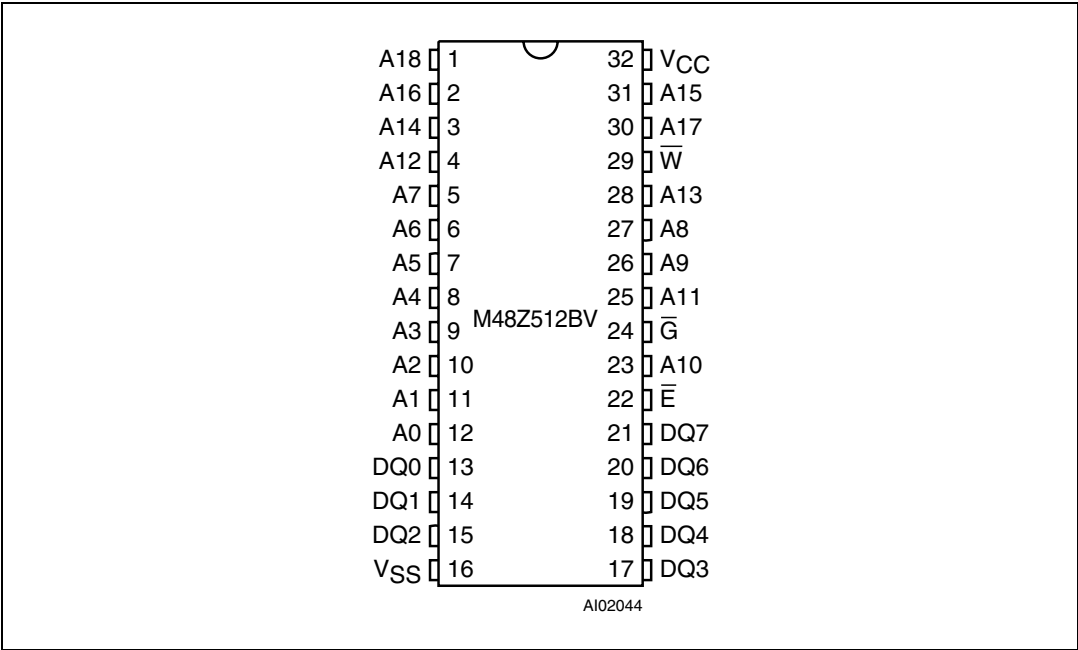 A18 1 32 VCC
A16 2 31 A15
A14 3 30 A17
A12 4 29 W̅
A7 5 28 A13
A6 6 27 A8
A5 7 26 A9
A4 8 25 A11
M48Z512BV
A3 9 24 G̅
A2 10 23 A10
A1 11 22 E̅
A0 12 21 DQ7
DQ0 13 20 DQ6
DQ1 14 19 DQ5
DQ2 15 18 DQ4
VSS 16 17 DQ3
AI02044